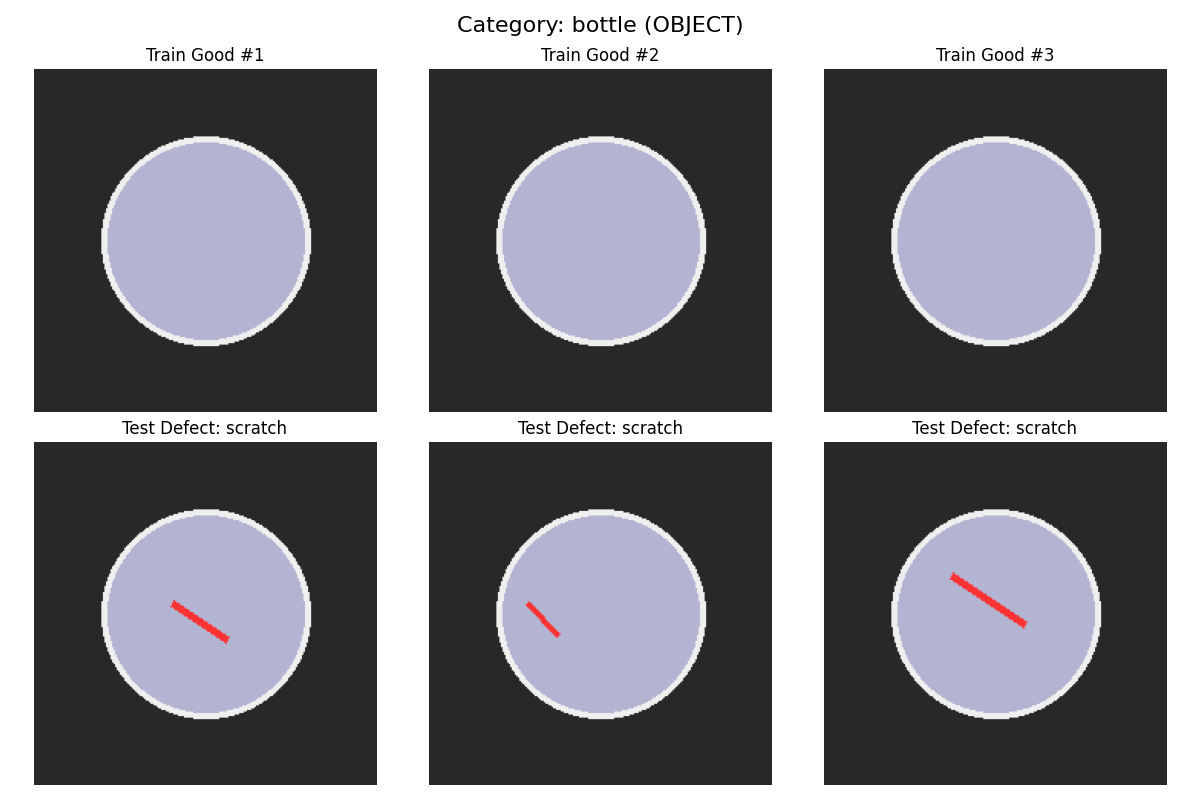 Category: bottle (OBJECT)
Train Good #1
Train Good #2
Train Good #3
Test Defect: scratch
Test Defect: scratch
Test Defect: scratch